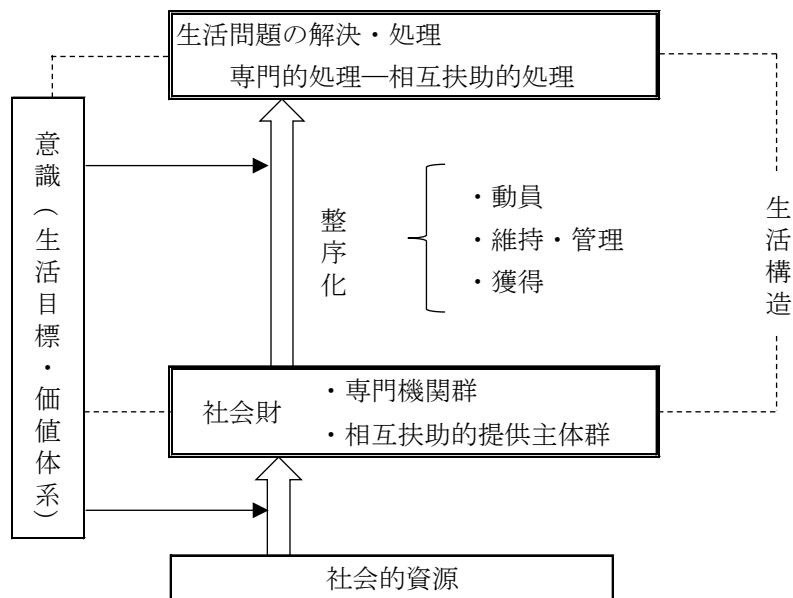 生活問題の解決・処理
専門的処理―相互扶助的処理
意識(生活目標・価値体系)
整序化
・動員
・維持・管理
・獲得
生活構造
社会財
・専門機関群
・相互扶助的提供主体群
社会的資源